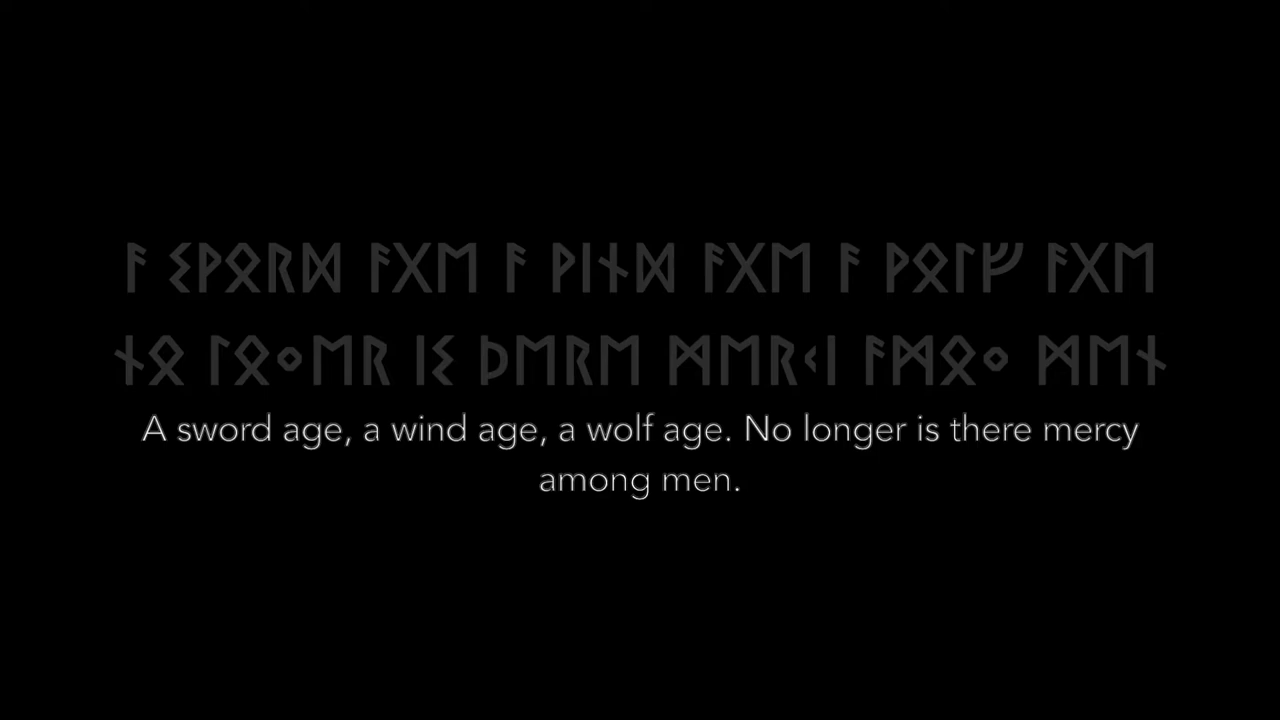 ᚨ ᛊᚹᛟᚱᛞ ᚨᚷᛖ ᚨ ᚹᛁᚾᛞ ᚨᚷᛖ ᚨ ᚹᛟᛚᚠ ᚨᚷᛖ
ᚾᛟ ᛚᛟᛜᛖᚱ ᛁᛊ ᚦᛖᚱᛖ ᛗᛖᚱᚲᛁ ᚨᛗᛟᛜ ᛗᛖᚾ
A sword age, a wind age, a wolf age. No longer is there mercy
among men.